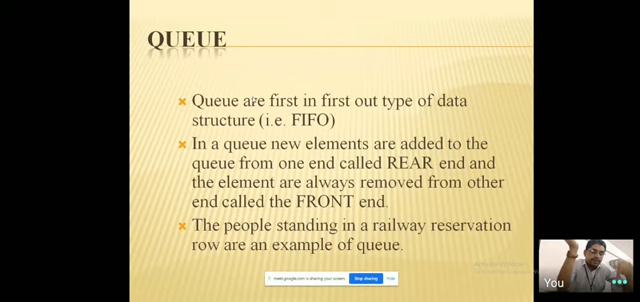 QUEUE
Queue are first in first out type of data
structure (i.e. FIFO)
In a queue new elements are added to the
queue from one end called REAR end and
the element are always removed from other
end called the FRONT end.
The people standing in a railway reservation
row are an example of queue.
meet.google.com is sharing your screen.
Stop sharing
Hide
You